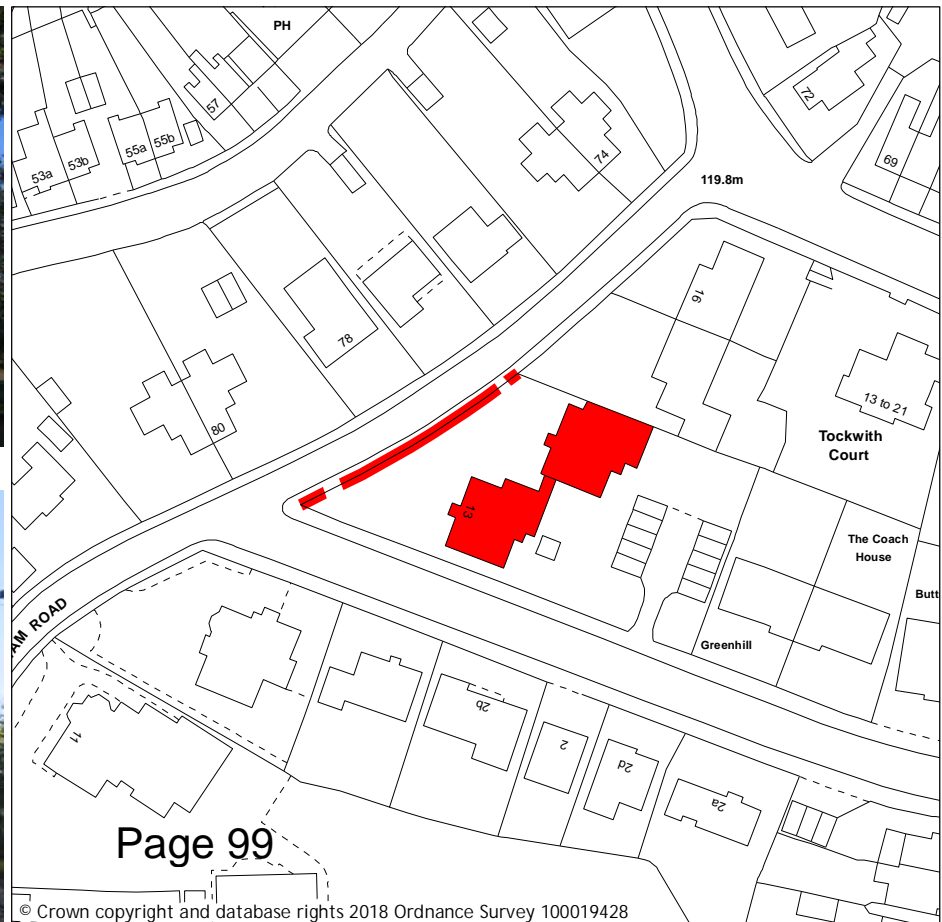 PH
57
53a
53b
55a
55b
72
69
74
119.8m
16
78
80
13 to 21
Tockwith
Court
13
The Coach
House
Butt
Greenhill
AM ROAD
2b
2
2d
2a
11
Page 99
© Crown copyright and database rights 2018 Ordnance Survey 100019428